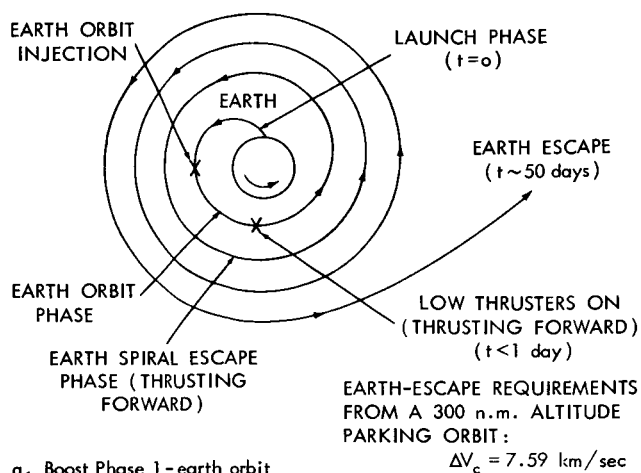 EARTH ORBIT
INJECTION
LAUNCH PHASE
(t=o)
EARTH
EARTH ESCAPE
(t~50 days)
EARTH ORBIT
PHASE
LOW THRUSTERS ON
(THRUSTING FORWARD)
(t<1 day)
EARTH SPIRAL ESCAPE
PHASE (THRUSTING
FORWARD)
EARTH-ESCAPE REQUIREMENTS
FROM A 300 n.m. ALTITUDE
PARKING ORBIT:
ΔVc = 7.59 km/sec
a. Boost Phase 1-earth orbit